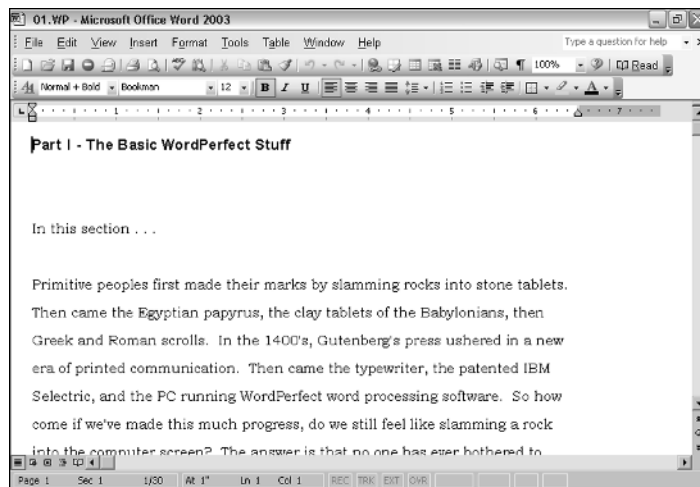 01.WP - Microsoft Office Word 2003
File Edit View Insert Format Tools Table Window Help Type a question for help
100% Read
Normal + Bold Bookman 12 B I U A
1 2 3 4 5 6 7
Part I - The Basic WordPerfect Stuff
In this section . . .
Primitive peoples first made their marks by slamming rocks into stone tablets.
Then came the Egyptian papyrus, the clay tablets of the Babylonians, then
Greek and Roman scrolls.  In the 1400's, Gutenberg's press ushered in a new
era of printed communication.  Then came the typewriter, the patented IBM
Selectric, and the PC running WordPerfect word processing software.  So how
come if we've made this much progress, do we still feel like slamming a rock
into the computer screen?  The answer is that no one has ever bothered to
Page 1 Sec 1 1/30 At 1" Ln 1 Col 1 REC TRK EXT OVR